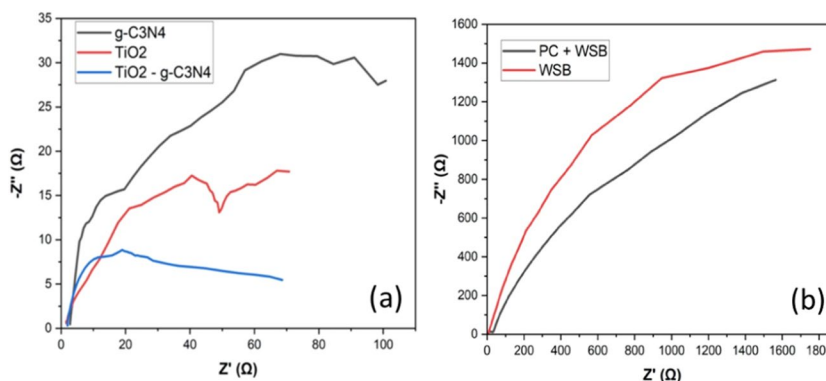 g-C3N4
TiO2
TiO2 - g-C3N4
35
30
25
20
15
10
5
0
-Z'' (Ω)
0 20 40 60 80 100
Z' (Ω)
(a)
PC + WSB
WSB
1600
1400
1200
1000
800
600
400
200
0
-Z'' (Ω)
0 200 400 600 800 1000 1200 1400 1600 1800
Z' (Ω)
(b)